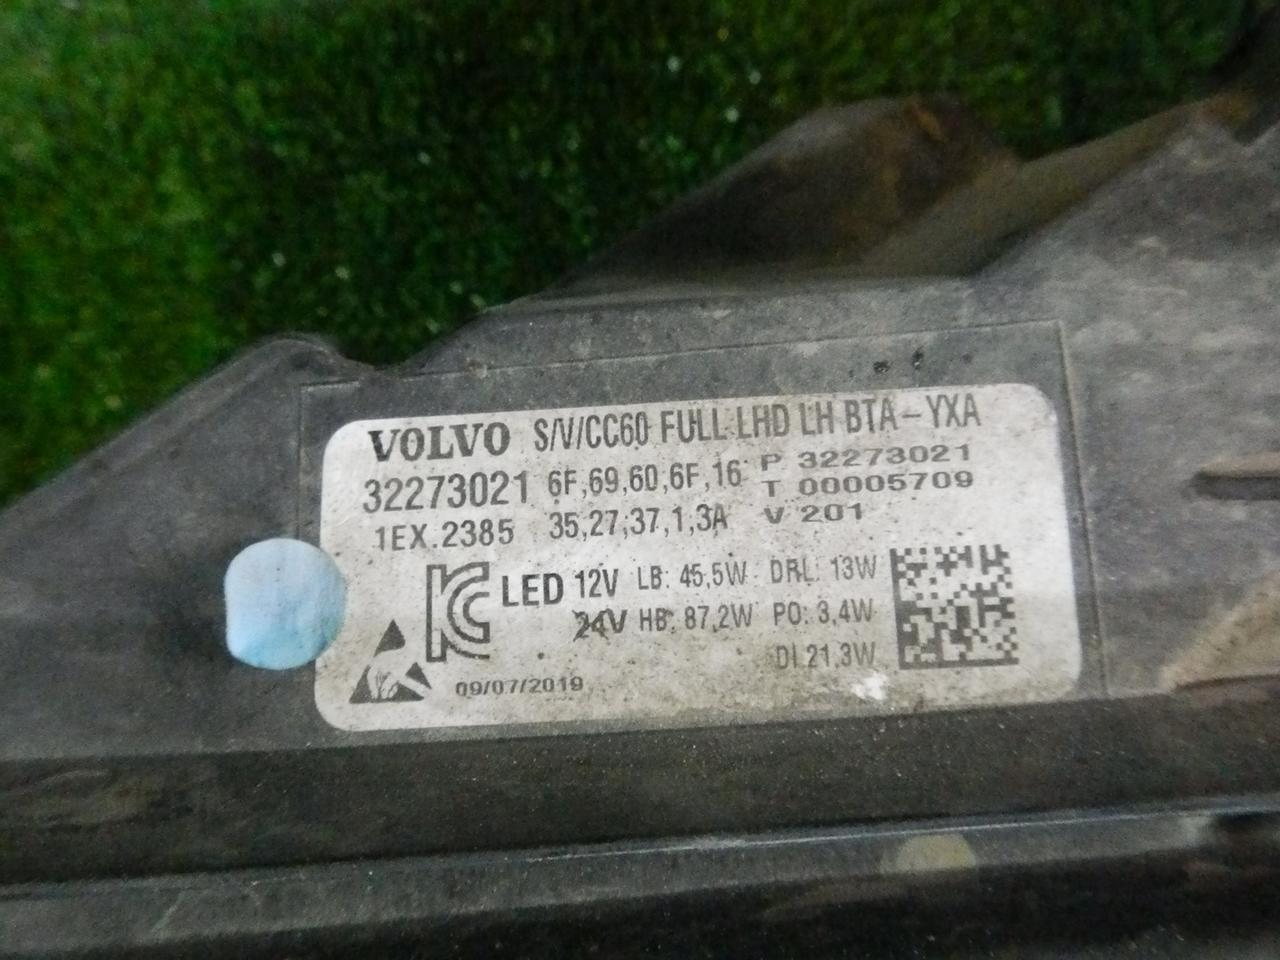 VOLVO S/V/CC60 FULL LHD LH BTA-YXA
32273021 6F,69,60,6F,16 P 32273021
T 00005709
1EX.2385 35,27,37,1,3A V 201
LED 12V LB: 45,5W DRL: 13W
24V HB: 87,2W PO: 3,4W
DI 21,3W
09/07/2019